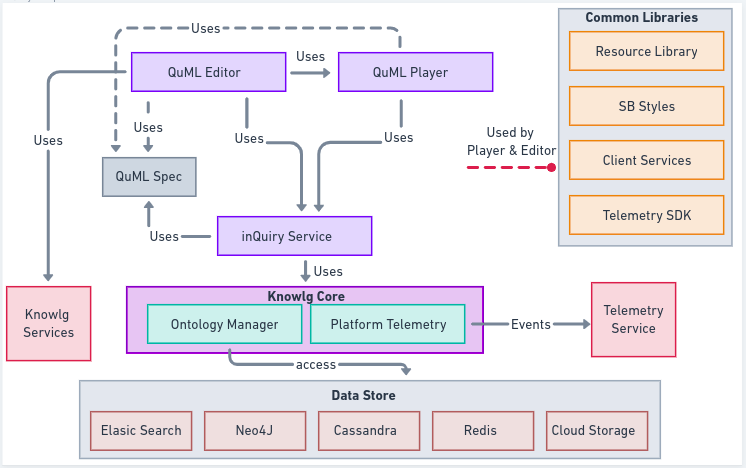 Common Libraries
Uses
Uses
QuML Editor
QuML Player
Resource Library
SB Styles
Uses
Uses
Uses
Uses
Used by
Player & Editor
Client Services
QuML Spec
Telemetry SDK
Uses
inQuiry Service
Uses
Knowlg Core
Knowlg
Services
Ontology Manager
Platform Telemetry
Events
Telemetry
Service
access
Data Store
Elasic Search
Neo4J
Cassandra
Redis
Cloud Storage